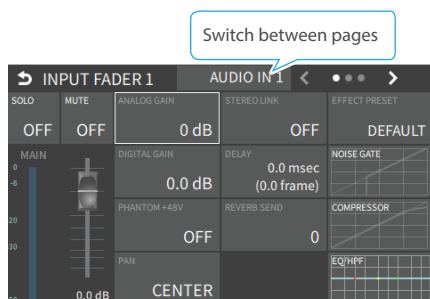 Switch between pages
INPUT FADER 1
AUDIO IN 1
SOLO
MUTE
ANALOG GAIN
STEREO LINK
EFFECT PRESET
OFF
OFF
0 dB
OFF
DEFAULT
MAIN
DIGITAL GAIN
DELAY
NOISE GATE
0
-6
0.0 msec
0.0 dB
(0.0 frame)
PHANTOM +48V
REVERB SEND
COMPRESSOR
20
OFF
0
30
PAN
EQ/HPF
0.0 dB
CENTER